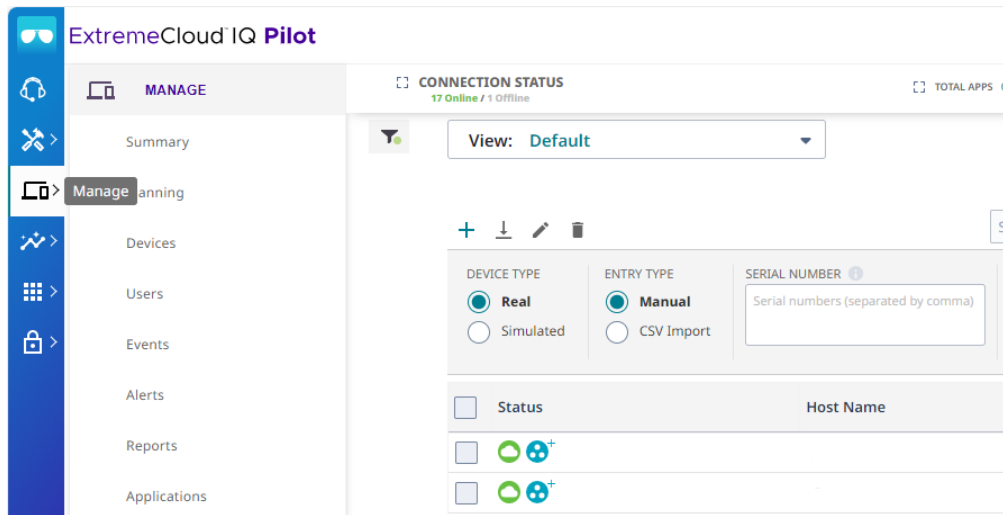 ExtremeCloud™ IQ Pilot
MANAGE
CONNECTION STATUS
17 Online / 1 Offline
TOTAL APPS
Summary
View: Default
Manage
anning
Devices
DEVICE TYPE
ENTRY TYPE
SERIAL NUMBER
Real
Manual
Serial numbers (separated by comma)
Users
Simulated
CSV Import
Events
Alerts
Status
Host Name
Reports
Applications